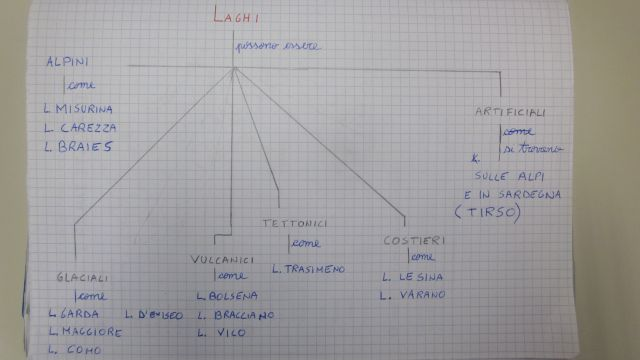 LAGHI
possono essere
ALPINI
come
L MISURINA
L. CAREZZA
L BRAIES
ARTIFICIALI
come
si trovano
SULLE ALPI
E IN SARDEGNA
(TIRSO)
TETTONICI
come
L. TRASIMENO
COSTIERI
come
L. LESINA
L. VARANO
VULCANICI
come
L. BOLSENA
L. BRACCIANO
L. VICO
GLACIALI
come
L. GARDA L. D'ISEO
L. MAGGIORE
L. COMO